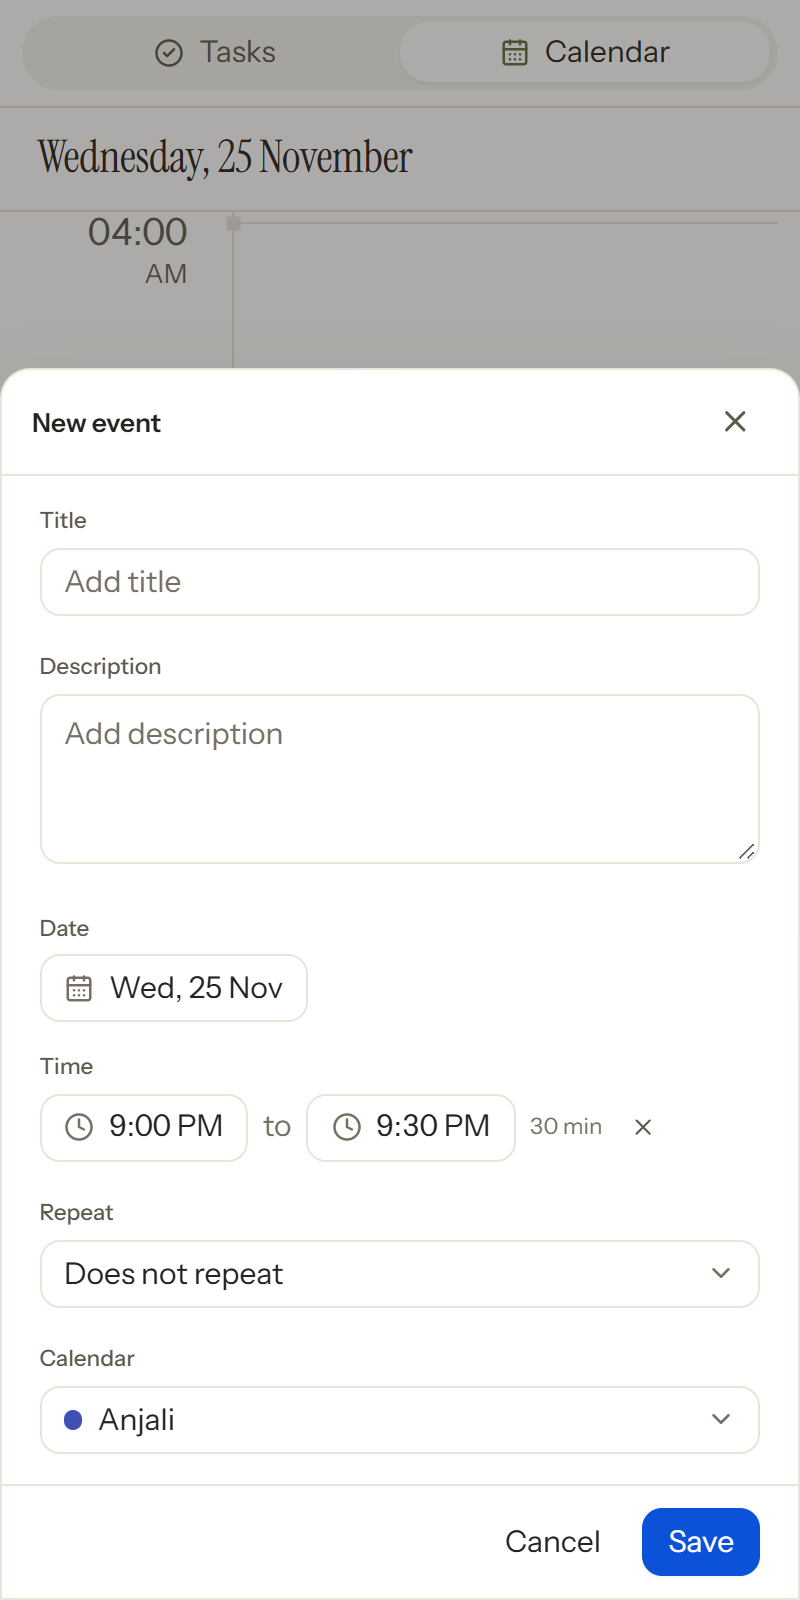 Tasks
Calendar
Wednesday, 25 November
04:00
AM
New event
Title
Add title
Description
Add description
Date
Wed, 25 Nov
Time
9:00 PM to 9:30 PM 30 min
Repeat
Does not repeat
Calendar
Anjali
Cancel
Save